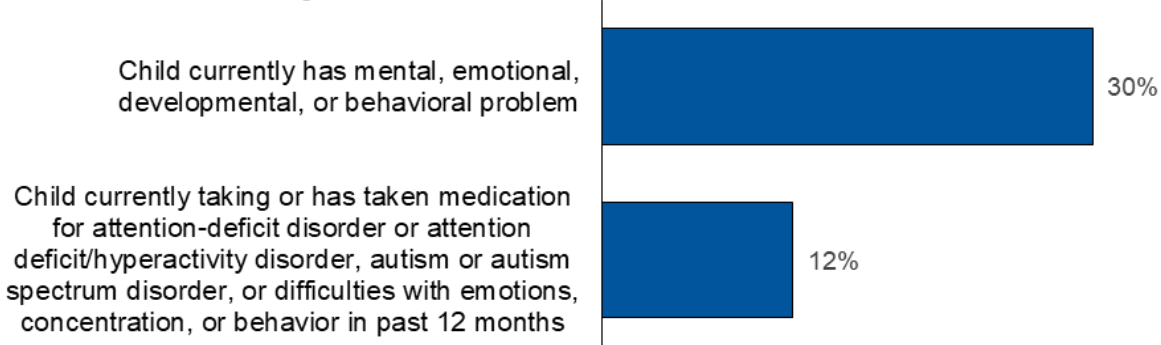 Child currently has mental, emotional,
developmental, or behavioral problem
30%
Child currently taking or has taken medication
for attention-deficit disorder or attention
deficit/hyperactivity disorder, autism or autism
spectrum disorder, or difficulties with emotions,
concentration, or behavior in past 12 months
12%